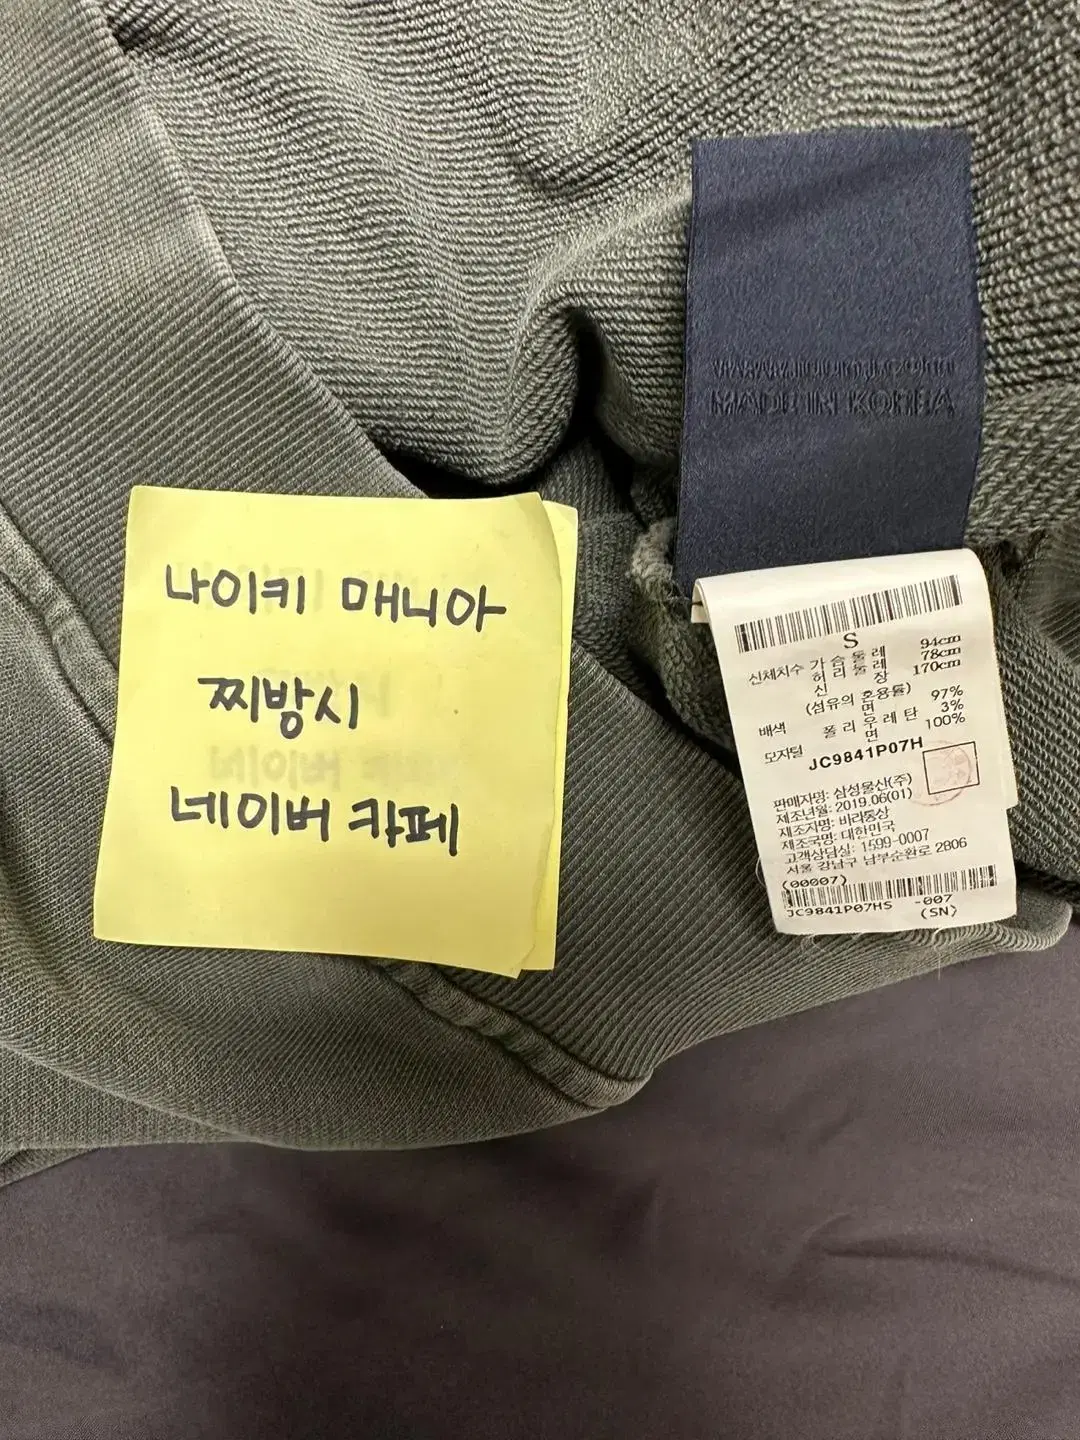 나이키 매니아
찌방시
네이버 카페
MADE IN KOREA
S
신체치수 가슴둘레 94cm
허리둘레 78cm
신 장 170cm
(섬유의 혼용률)
면 97%
폴리우레탄 3%
배색 면 100%
모자털
JC9841P07H
판매자명: 삼성물산(주)
제조년월: 2019.06(01)
제조자명: 바리통상
제조국명: 대한민국
고객상담실: 1599-0007
서울 강남구 남부순환로 2806
(00007)
JC9841P07HS -007
(SN)